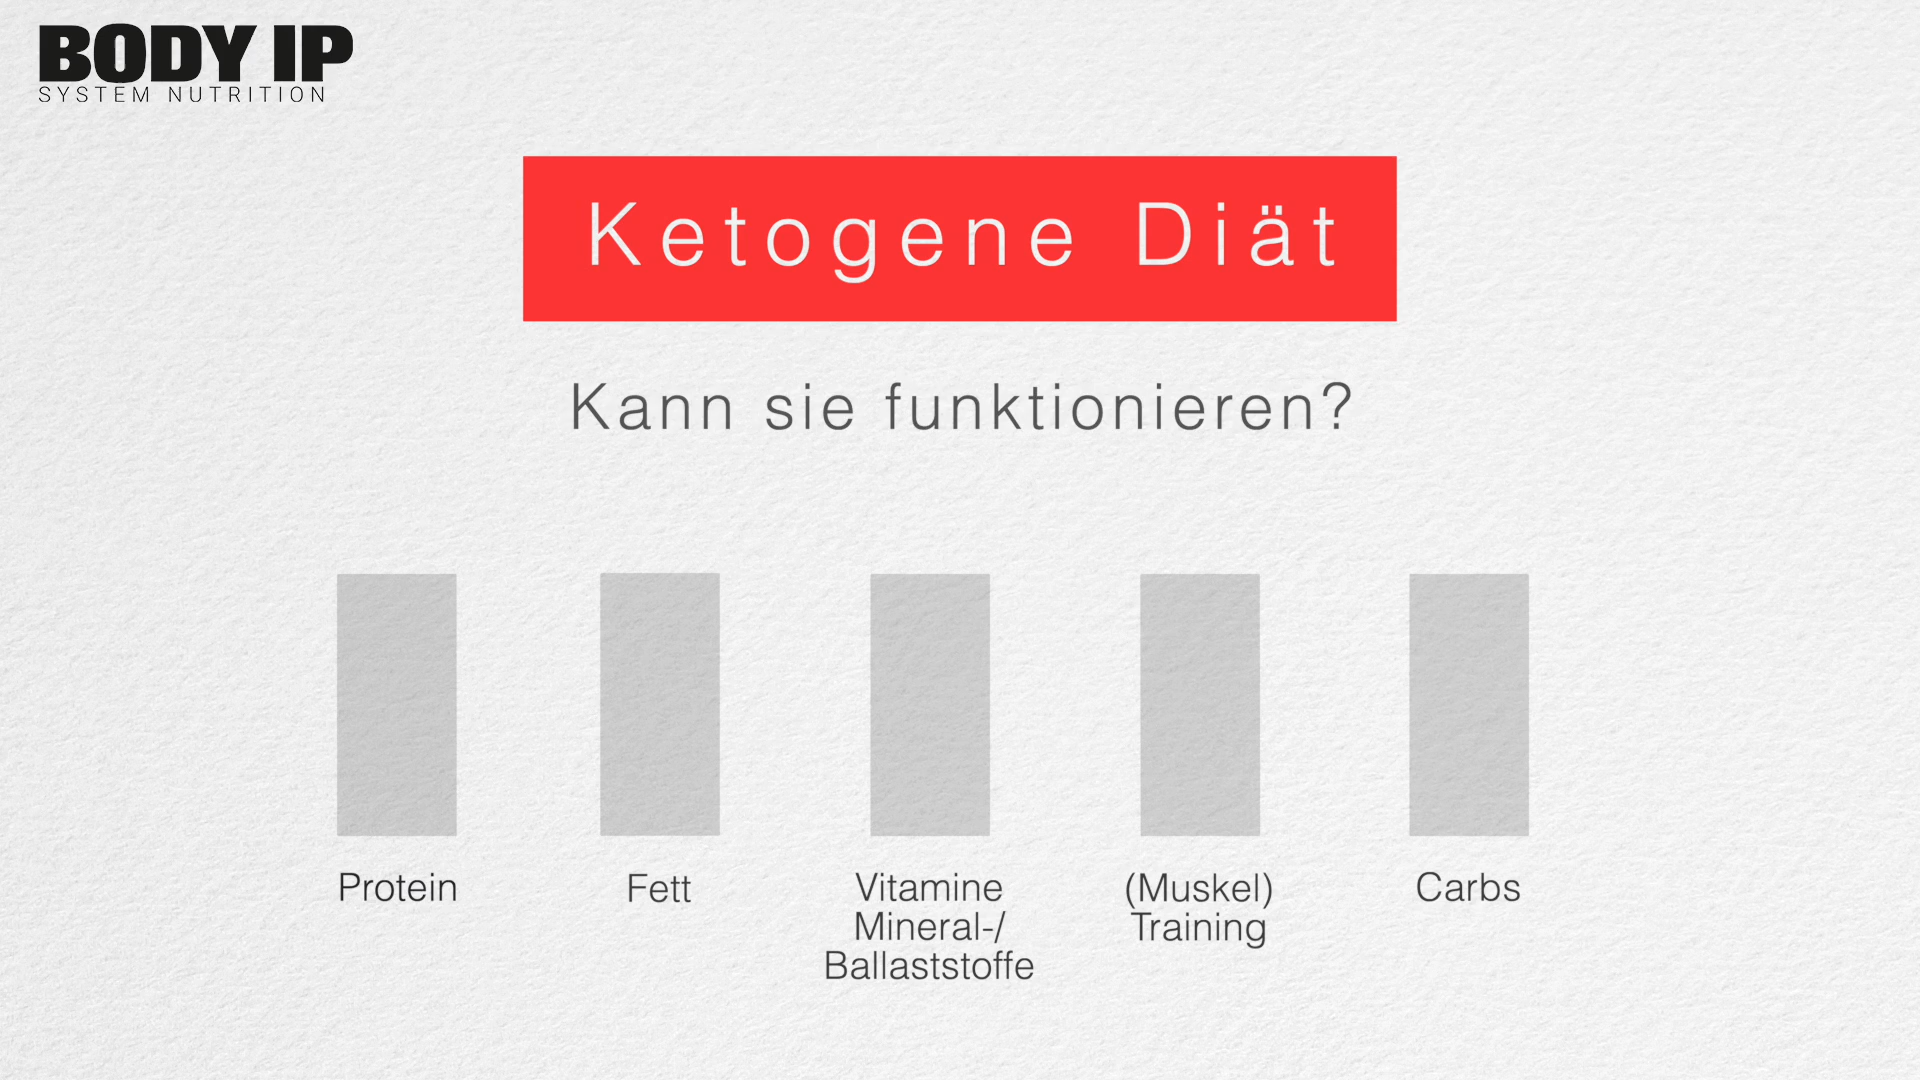 BODY IP
SYSTEM NUTRITION
Ketogene Diät
Kann sie funktionieren?
Protein
Fett
Vitamine
Mineral-/
Ballaststoffe
(Muskel)
Training
Carbs